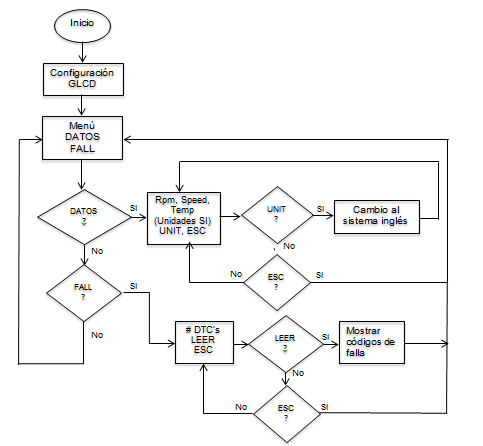 Inicio
Configuración
GLCD
Menú
DATOS
FALL
DATOS
?
SI
No
Rpm, Speed,
Temp
(Unidades SI)
UNIT, ESC
UNIT
?
SI
No
Cambio al
sistema inglés
ESC
?
No
SI
FALL
?
SI
No
# DTC´s
LEER
ESC
LEER
?
SI
No
Mostrar
códigos de
falla
ESC
?
No
SI